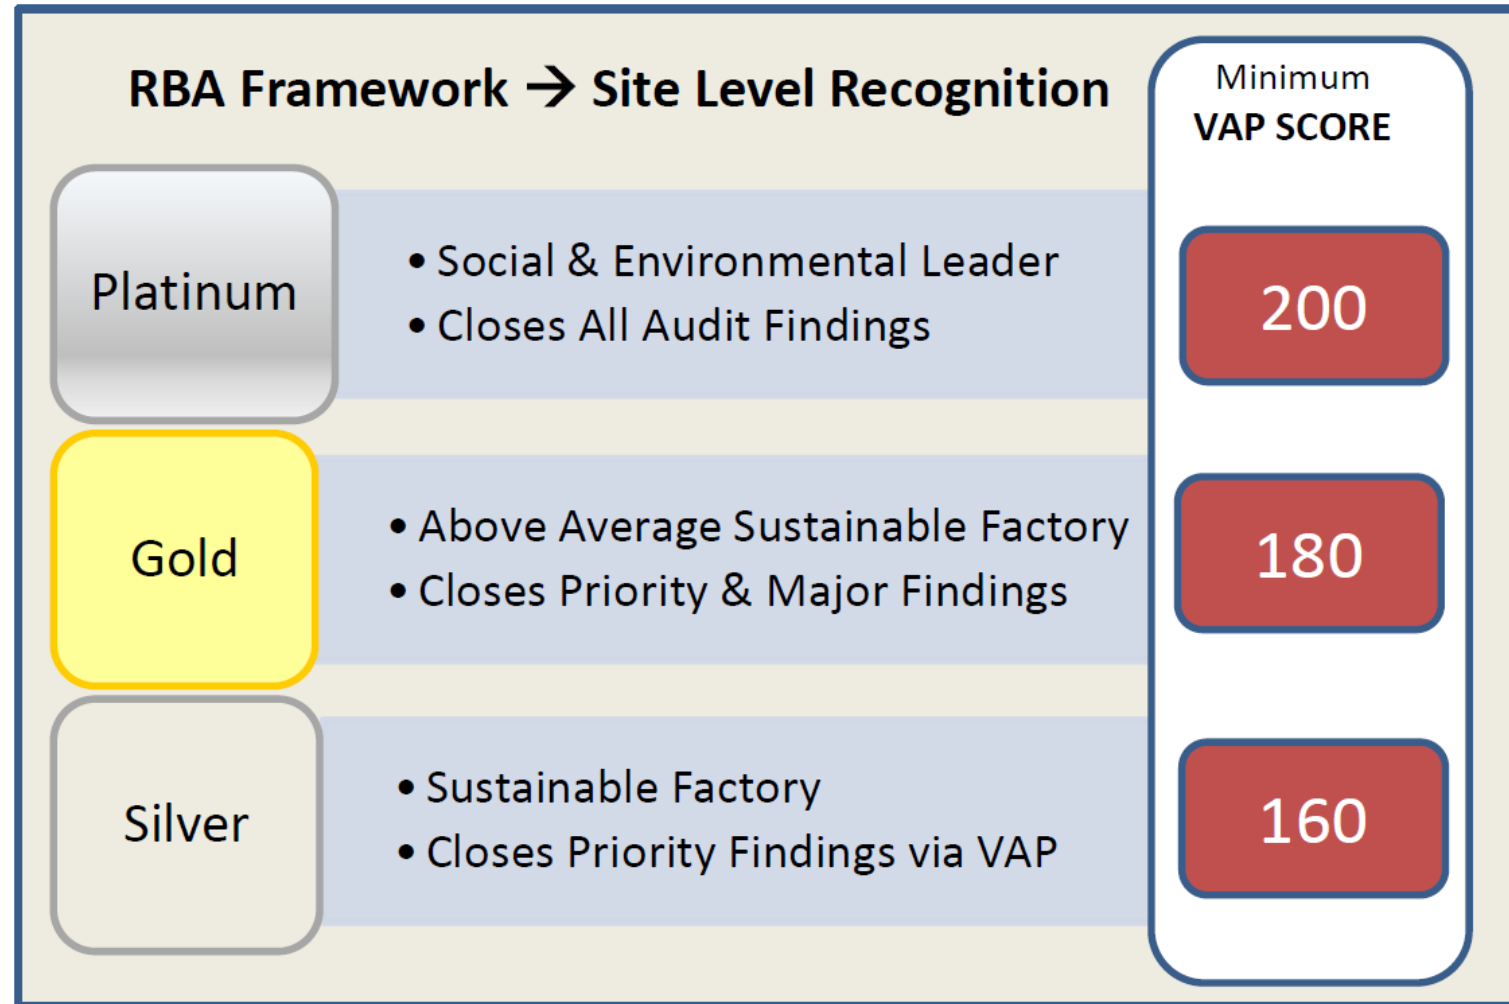 RBA Framework → Site Level Recognition
Minimum
VAP SCORE
Platinum
• Social & Environmental Leader
• Closes All Audit Findings
200
Gold
• Above Average Sustainable Factory
• Closes Priority & Major Findings
180
Silver
• Sustainable Factory
• Closes Priority Findings via VAP
160